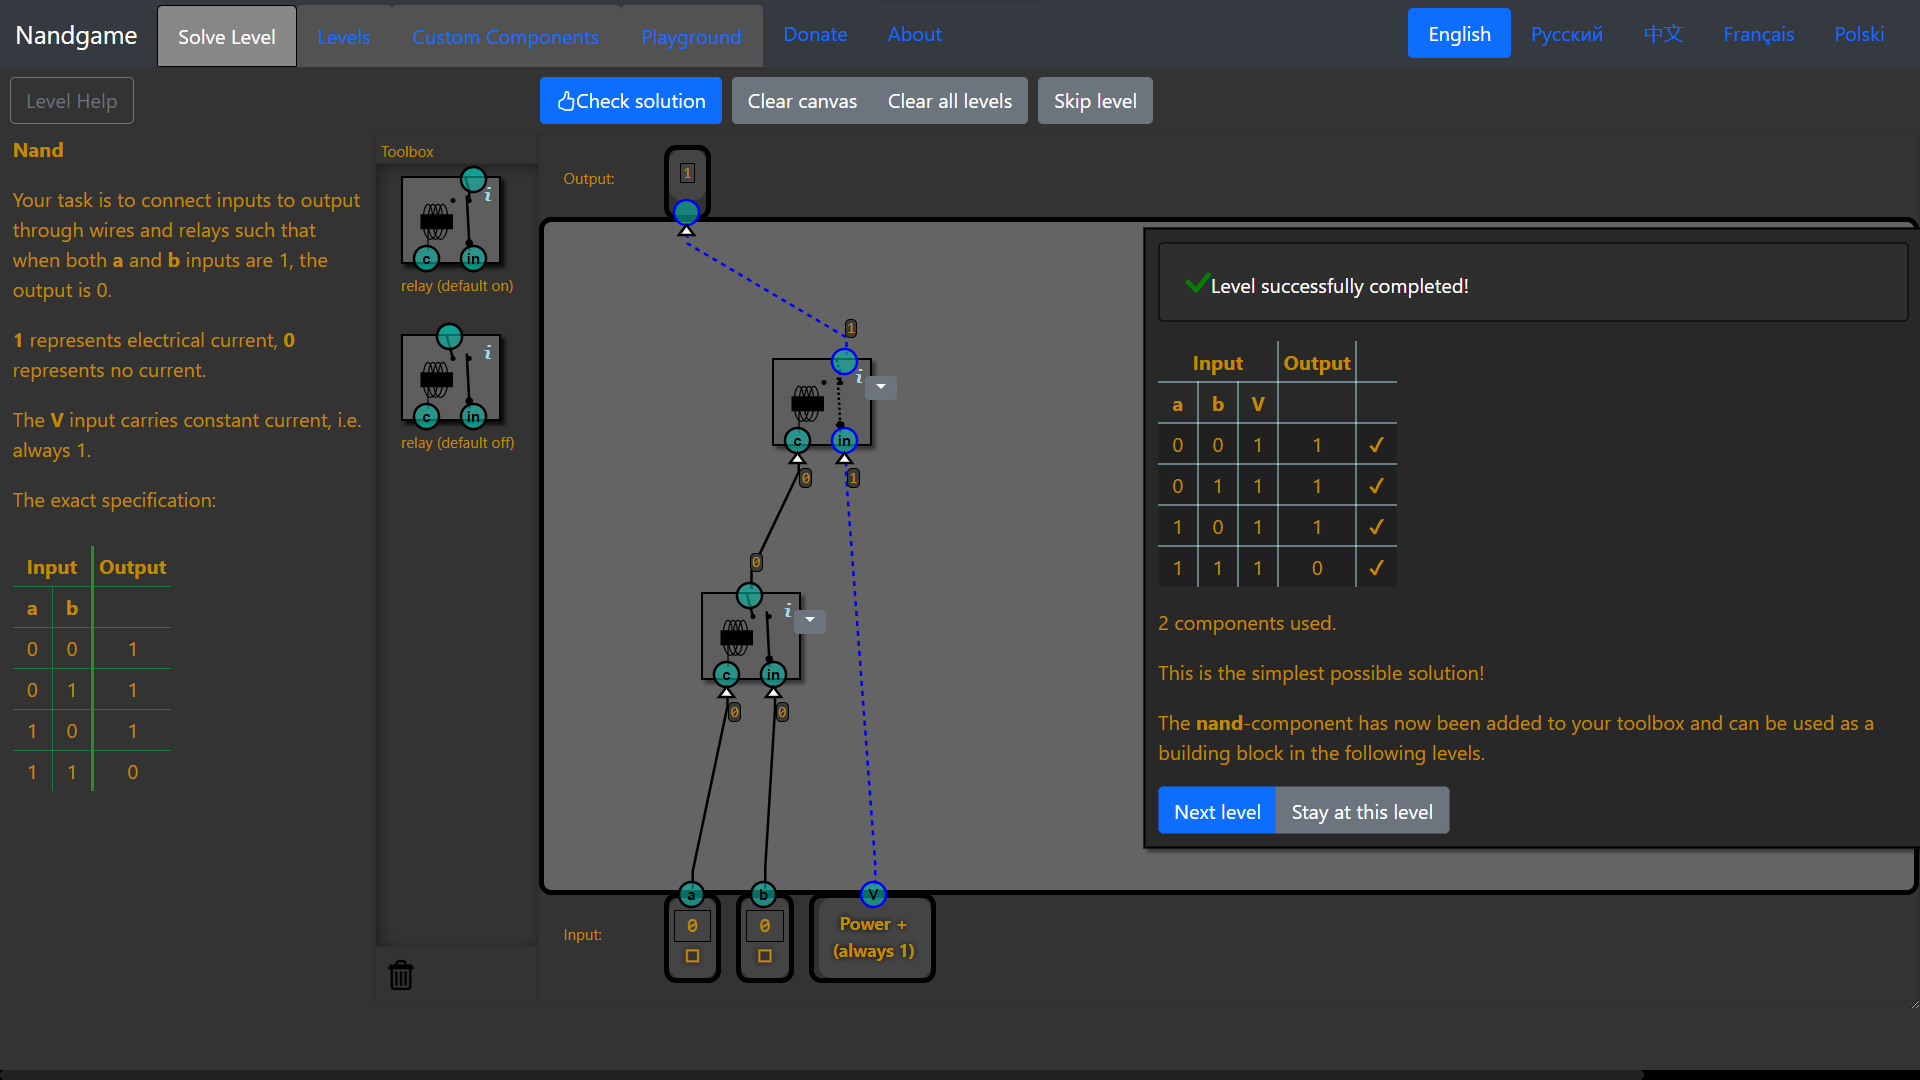 Nandgame
Solve Level
Levels
Custom Components
Playground
Donate
About
English
Русский
中文
Français
Polski
Level Help
Check solution
Clear canvas
Clear all levels
Skip level
Nand
Your task is to connect inputs to output
through wires and relays such that
when both a and b inputs are 1, the
output is 0.
1 represents electrical current, 0
represents no current.
The V input carries constant current, i.e.
always 1.
The exact specification:
Input Output
a b
0 0 1
0 1 1
1 0 1
1 1 0
Toolbox
i
c in
relay (default on)
i
c in
relay (default off)
Output:
1
1
i
c in
0 1
0
i
c in
0 0
a b V
Input:
0 0
Power +
(always 1)
Level successfully completed!
Input Output
a b V
0 0 1 1 ✓
0 1 1 1 ✓
1 0 1 1 ✓
1 1 1 0 ✓
2 components used.
This is the simplest possible solution!
The nand-component has now been added to your toolbox and can be used as a
building block in the following levels.
Next level
Stay at this level